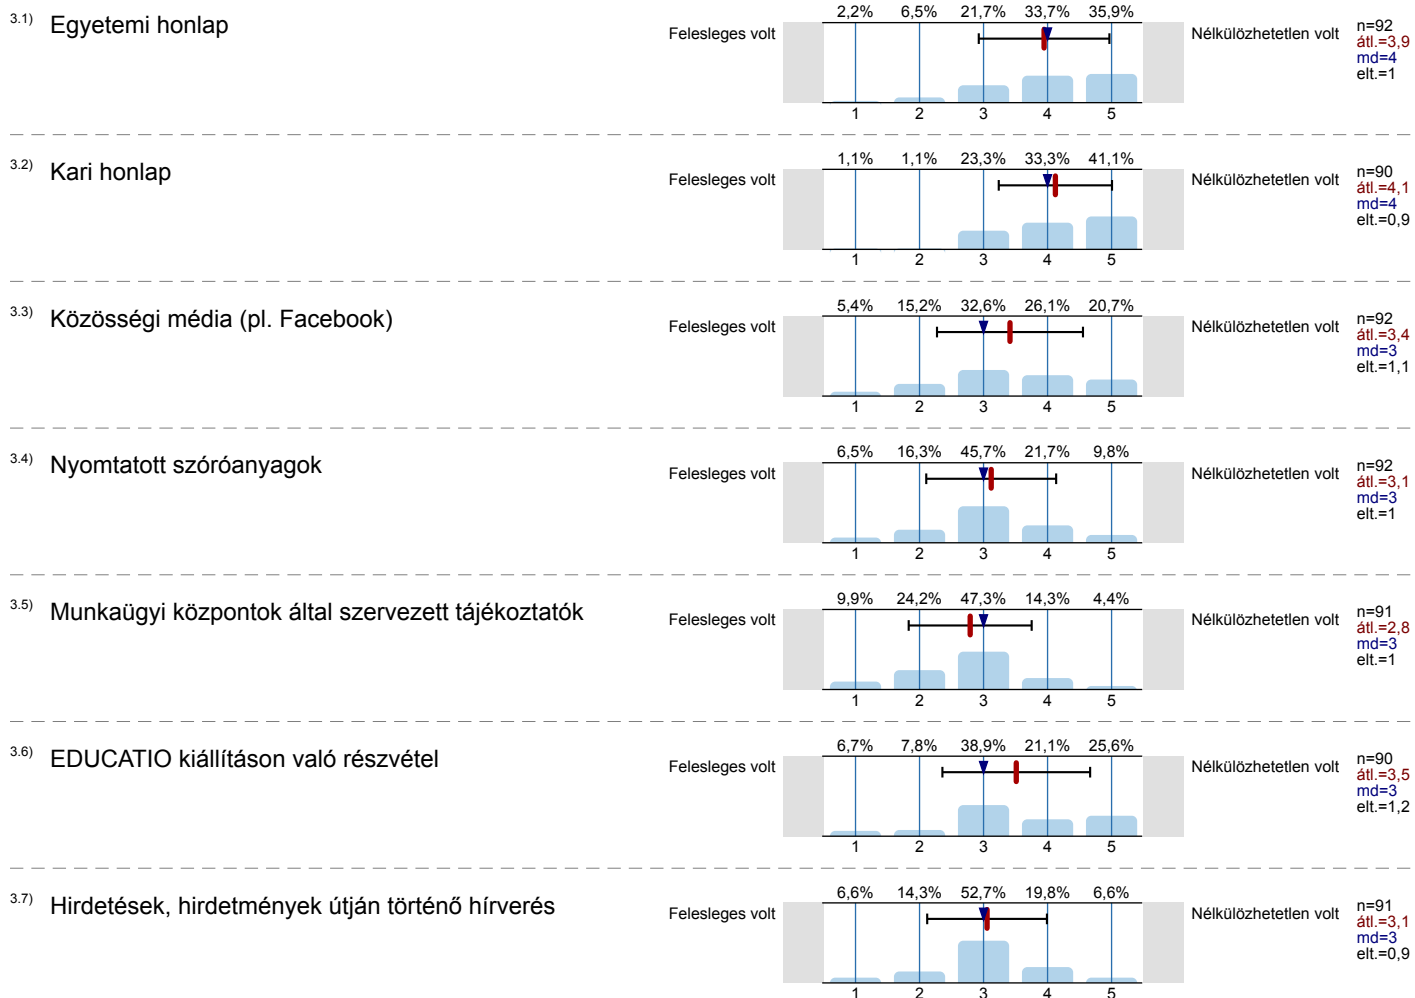 3.1) Egyetemi honlap
2,2% 6,5% 21,7% 33,7% 35,9%
Felesleges volt
Nélkülözhetetlen volt
n=92
átl.=3,9
md=4
elt.=1
1 2 3 4 5
3.2) Kari honlap
1,1% 1,1% 23,3% 33,3% 41,1%
Felesleges volt
Nélkülözhetetlen volt
n=90
átl.=4,1
md=4
elt.=0,9
1 2 3 4 5
3.3) Közösségi média (pl. Facebook)
5,4% 15,2% 32,6% 26,1% 20,7%
Felesleges volt
Nélkülözhetetlen volt
n=92
átl.=3,4
md=3
elt.=1,1
1 2 3 4 5
3.4) Nyomtatott szóróanyagok
6,5% 16,3% 45,7% 21,7% 9,8%
Felesleges volt
Nélkülözhetetlen volt
n=92
átl.=3,1
md=3
elt.=1
1 2 3 4 5
3.5) Munkaügyi központok által szervezett tájékoztatók
9,9% 24,2% 47,3% 14,3% 4,4%
Felesleges volt
Nélkülözhetetlen volt
n=91
átl.=2,8
md=3
elt.=1
1 2 3 4 5
3.6) EDUCATIO kiállításon való részvétel
6,7% 7,8% 38,9% 21,1% 25,6%
Felesleges volt
Nélkülözhetetlen volt
n=90
átl.=3,5
md=3
elt.=1,2
1 2 3 4 5
3.7) Hirdetések, hirdetmények útján történő hírverés
6,6% 14,3% 52,7% 19,8% 6,6%
Felesleges volt
Nélkülözhetetlen volt
n=91
átl.=3,1
md=3
elt.=0,9
1 2 3 4 5